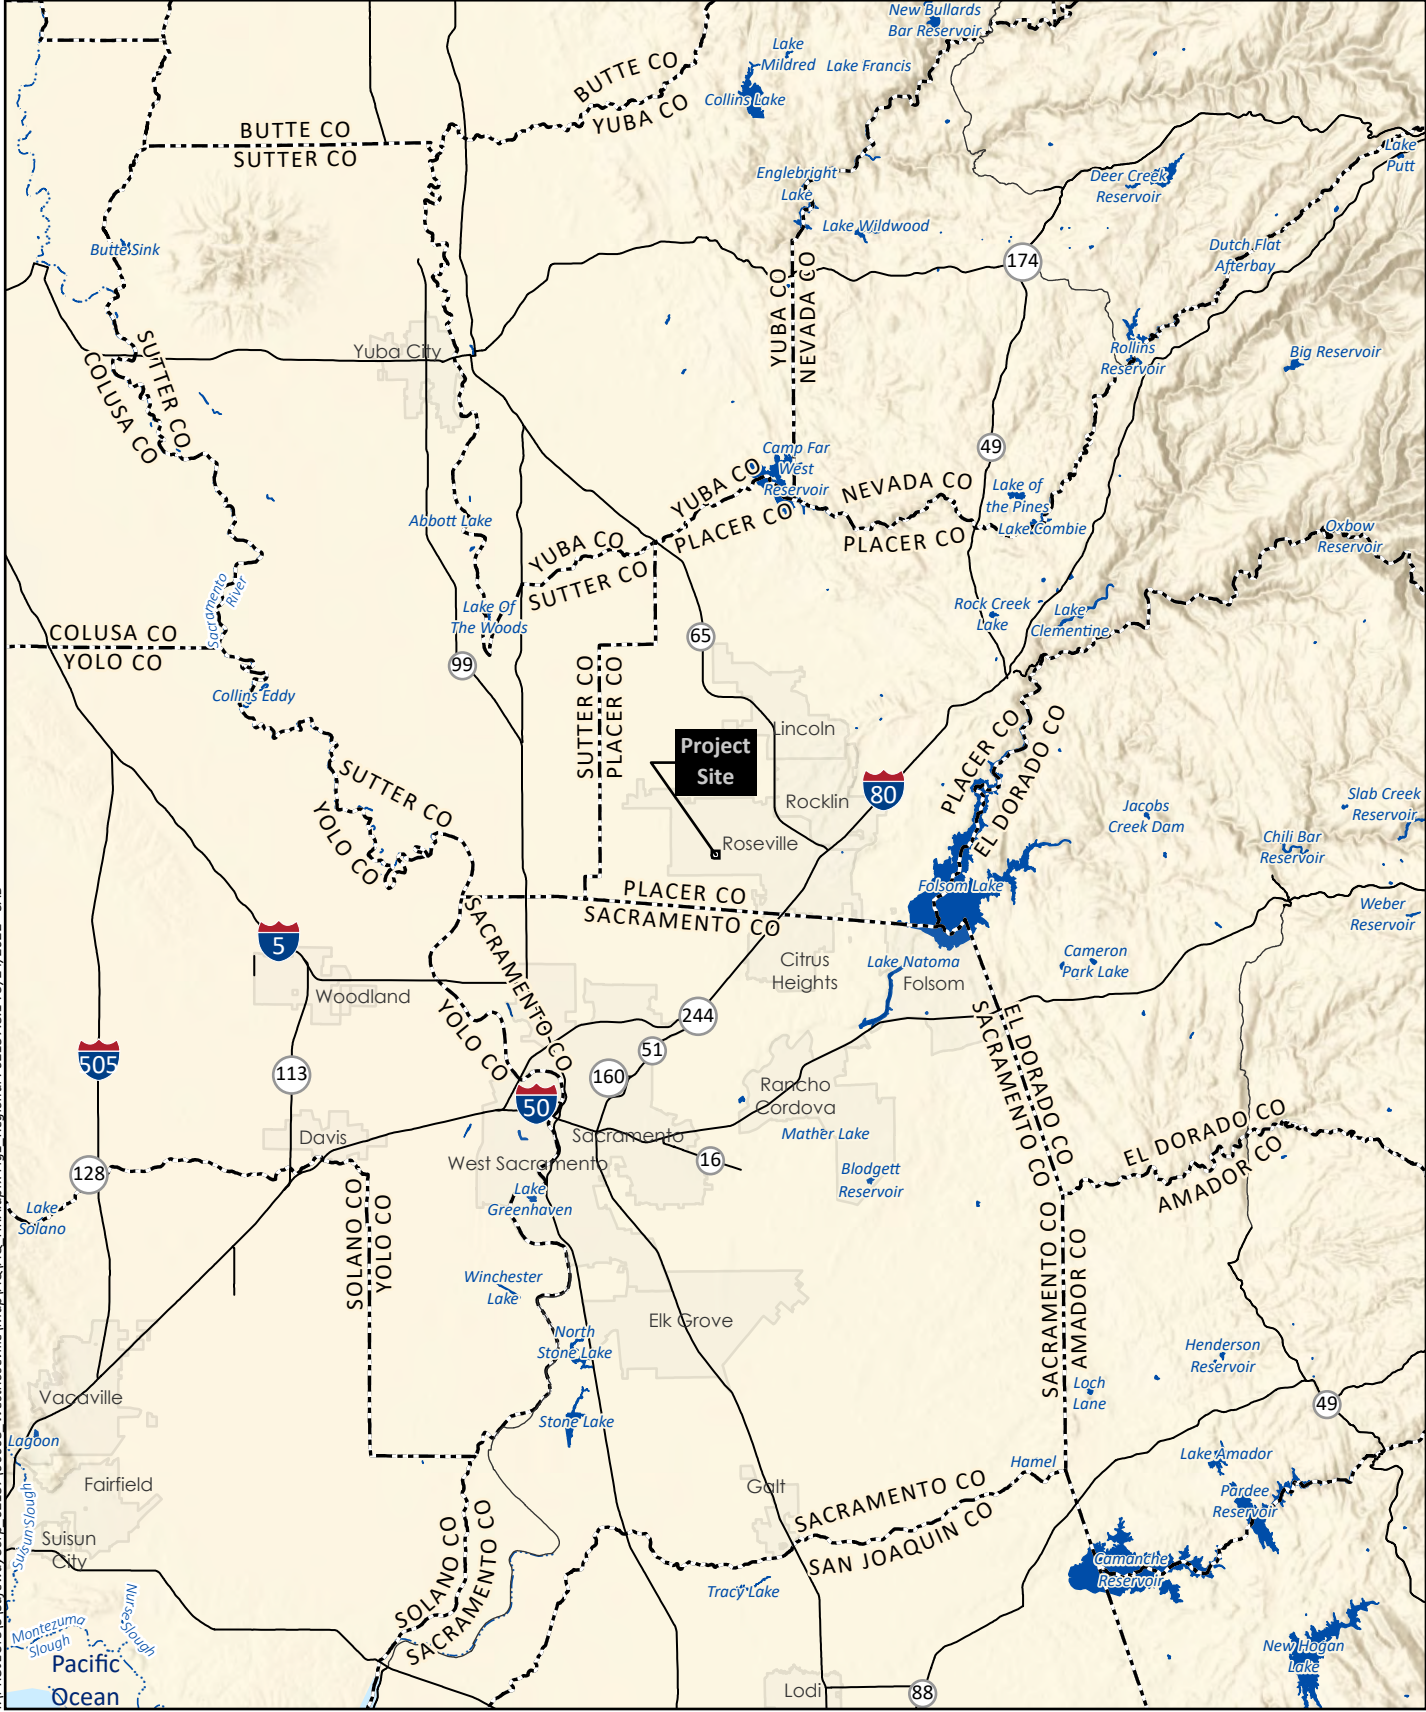 New Bullards
Bar Reservoir
Lake
Mildred
Lake Francis
Collins Lake
BUTTE CO
YUBA CO
BUTTE CO
SUTTER CO
Lake
Putt
Deer Creek
Reservoir
Englebright
Lake
Lake Wildwood
Butte Sink
Dutch Flat
Afterbay
174
YUBA CO
NEVADA CO
SUTTER CO
COLUSA CO
Yuba City
Rollins
Reservoir
Big Reservoir
49
Camp Far
West
Reservoir
YUBA CO
PLACER CO
NEVADA CO
PLACER CO
Lake of
the Pines
Lake Combie
Abbott Lake
Oxbow
Reservoir
YUBA CO
SUTTER CO
Sacramento
River
Lake Of
The Woods
Rock Creek
Lake
Lake
Clementine
COLUSA CO
YOLO CO
65
99
Collins Eddy
SUTTER CO
PLACER CO
Lincoln
Project
Site
PLACER CO
EL DORADO CO
SUTTER CO
YOLO CO
Rocklin
80
Jacobs
Creek Dam
Slab Creek
Reservoir
Chili Bar
Reservoir
Roseville
Folsom Lake
PLACER CO
SACRAMENTO CO
Weber
Reservoir
5
SACRAMENTO CO
YOLO CO
Citrus
Heights
Lake Natoma
Folsom
Cameron
Park Lake
Woodland
244
51
505
113
160
50
EL DORADO CO
SACRAMENTO CO
Rancho
Cordova
Davis
Sacramento
Mather Lake
EL DORADO CO
AMADOR CO
West Sacramento
16
128
Blodgett
Reservoir
Lake
Solano
Lake
Greenhaven
SOLANO CO
YOLO CO
SACRAMENTO CO
AMADOR CO
Winchester
Lake
Elk Grove
North
Stone Lake
Henderson
Reservoir
Vacaville
Loch
Lane
49
Stone Lake
Lagoon
Lake Amador
Hamel
Fairfield
Galt
SACRAMENTO CO
SAN JOAQUIN CO
Pardee
Reservoir
Suisun Slough
Suisun
City
SOLANO CO
SACRAMENTO CO
Camanche
Reservoir
Tracy Lake
Nurse Slough
Montezuma
Slough
New Hogan
Lake
Pacific
Ocean
Lodi
88